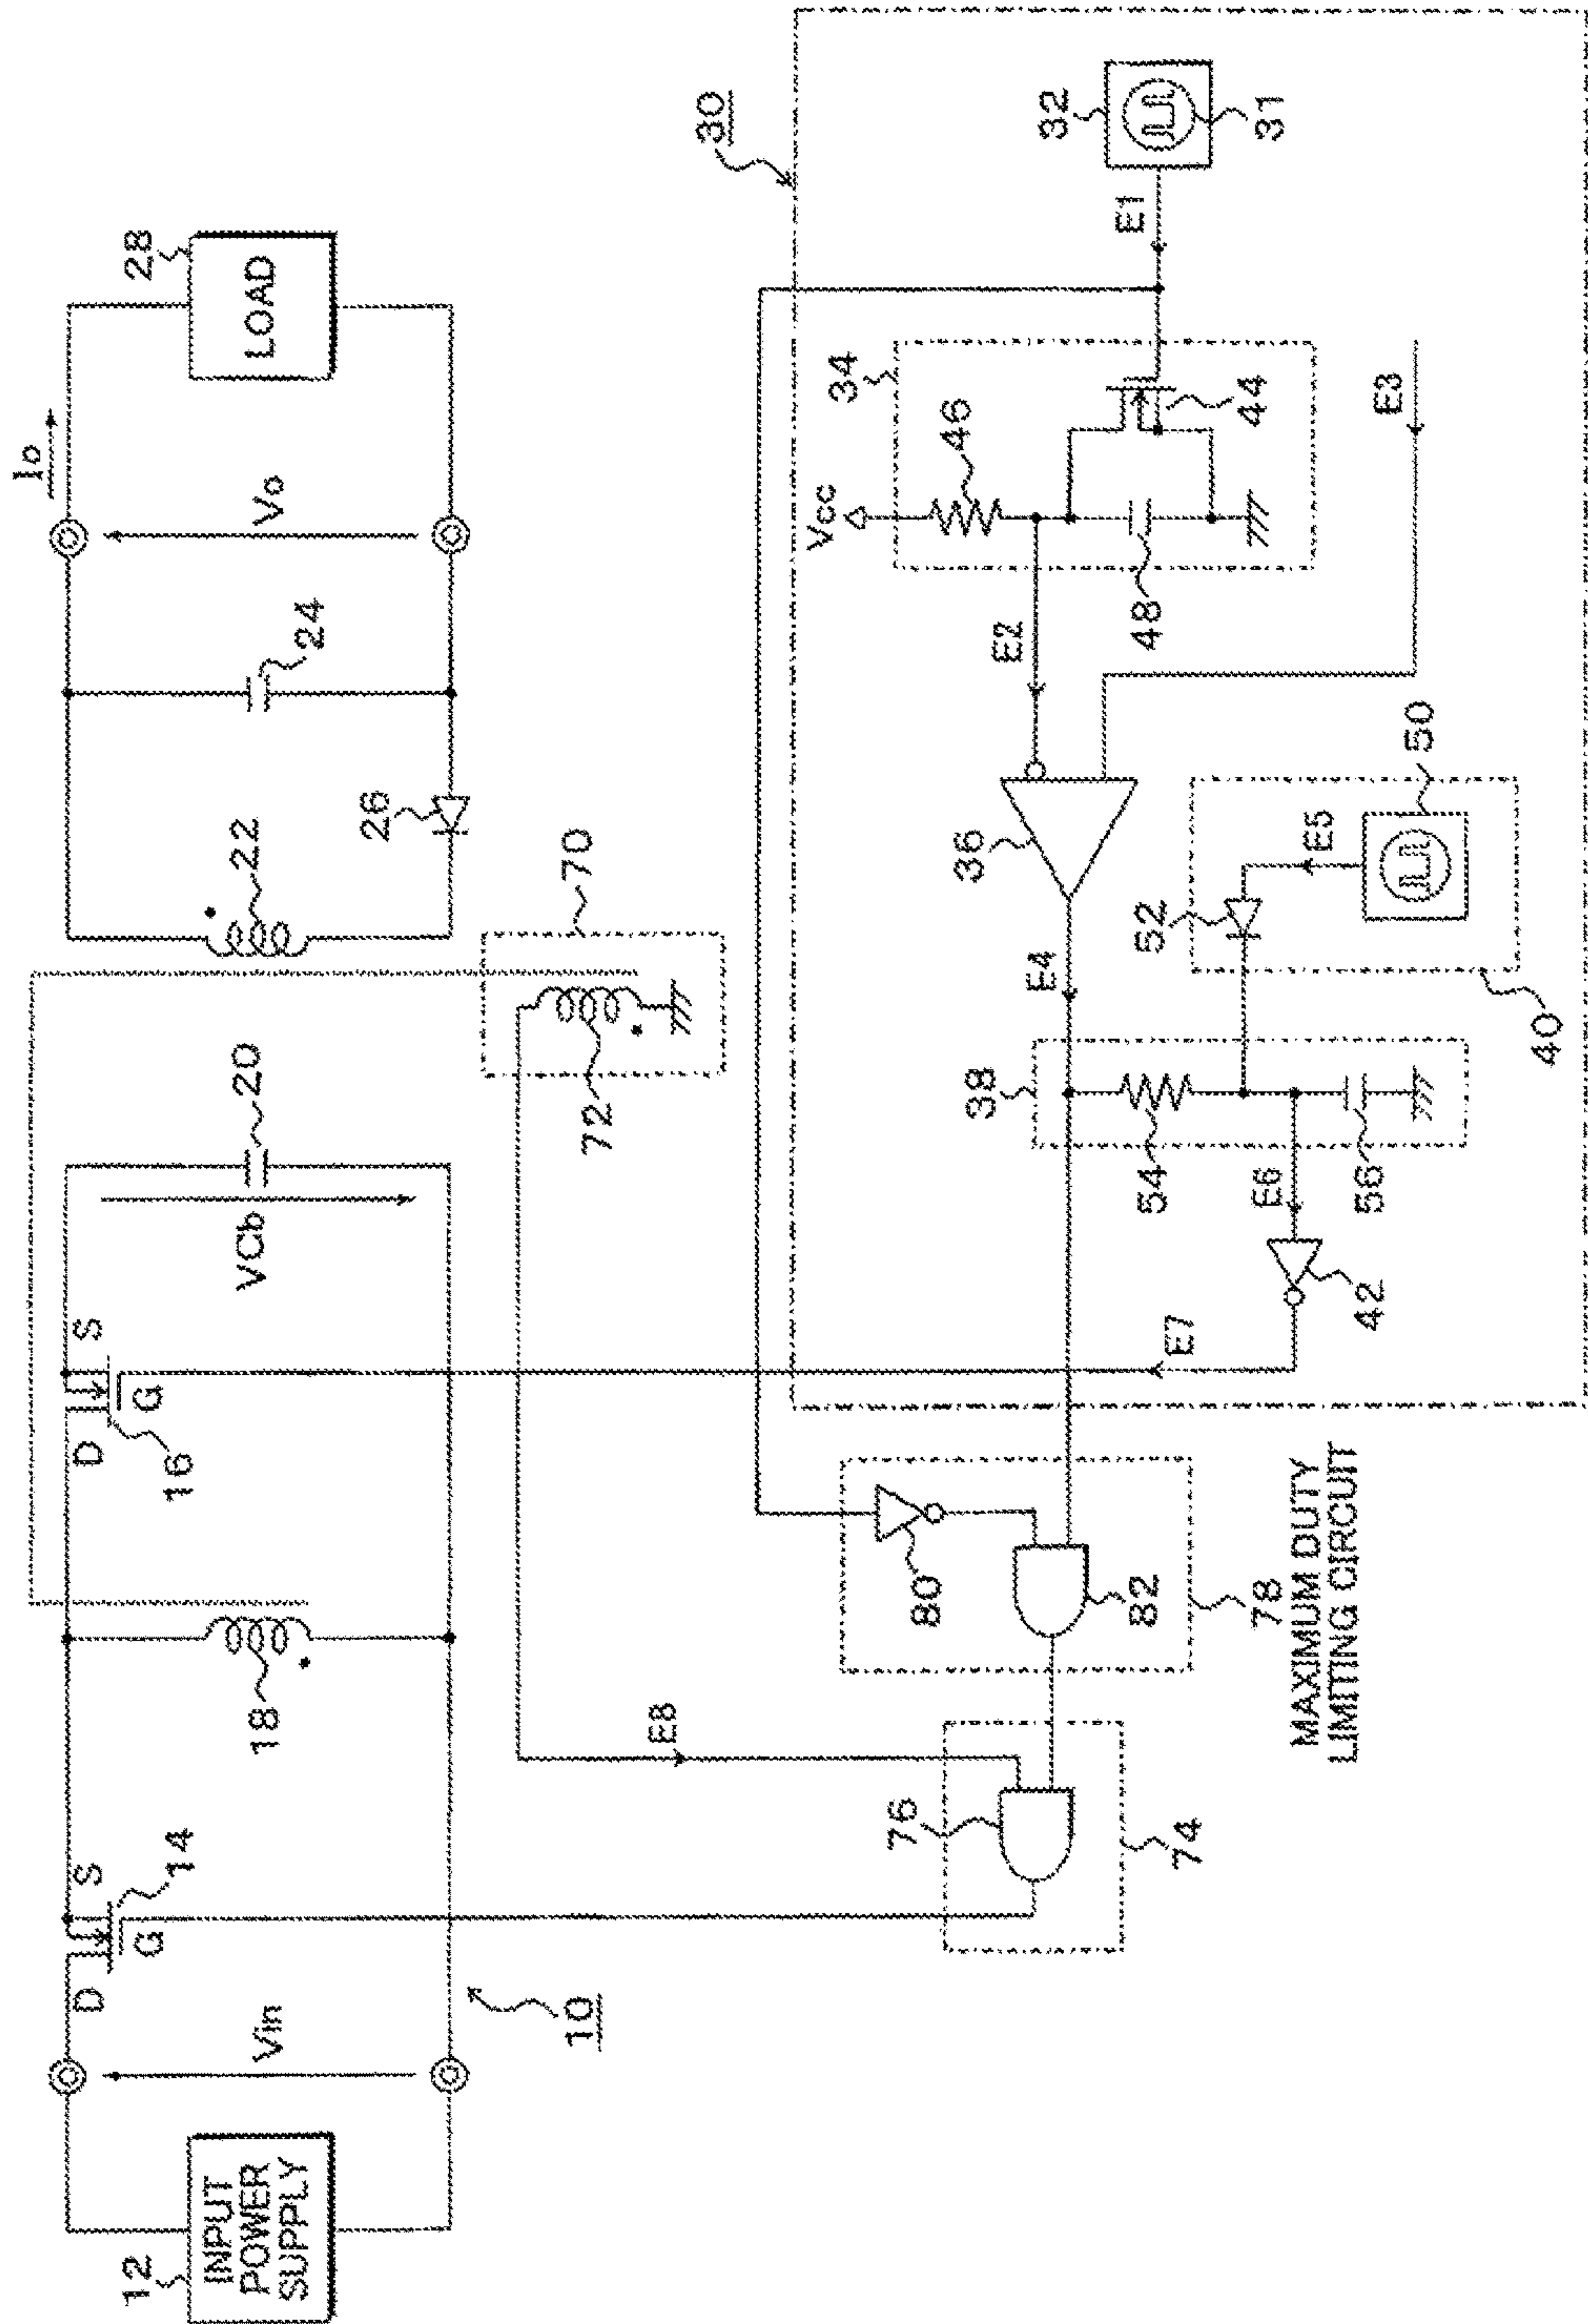 12
INPUT
POWER
SUPPLY
Vin
10
D
S
G
14
18
D
S
G
16
VCb
20
22
24
26
Vo
Io
28
LOAD
70
72
E8
76
74
80
82
78
MAXIMUM DUTY
LIMITING CIRCUIT
30
32
31
E1
34
Vcc
46
44
48
E2
E3
36
E4
50
E5
52
40
38
54
56
E6
42
E7